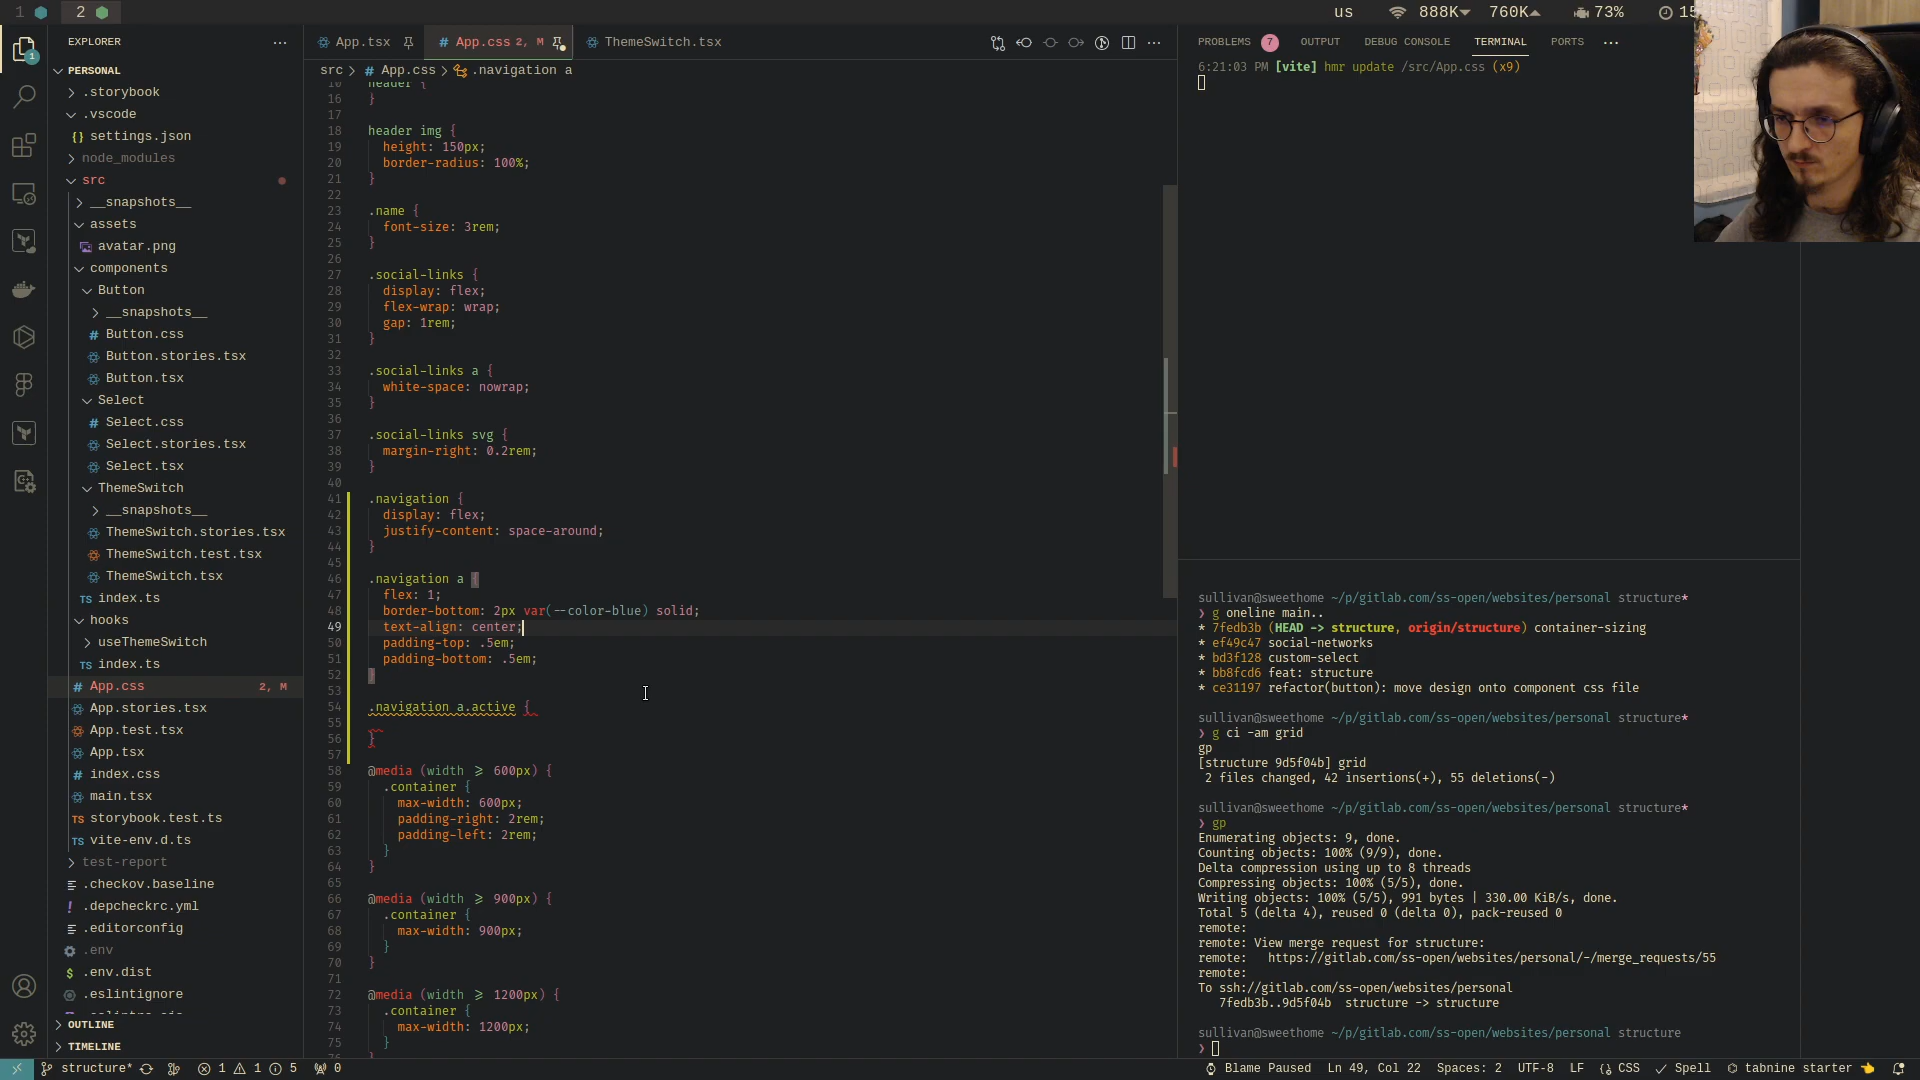 1 2 us 888K 760K 73% 15
EXPLORER
PERSONAL
.storybook
.vscode
settings.json
node_modules
src
__snapshots__
assets
avatar.png
components
Button
__snapshots__
Button.css
Button.stories.tsx
Button.tsx
Select
Select.css
Select.stories.tsx
Select.tsx
ThemeSwitch
__snapshots__
ThemeSwitch.stories.tsx
ThemeSwitch.test.tsx
ThemeSwitch.tsx
TS index.ts
hooks
useThemeSwitch
TS index.ts
# App.css 2, M
App.stories.tsx
App.test.tsx
App.tsx
# index.css
main.tsx
TS storybook.test.ts
TS vite-env.d.ts
test-report
.checkov.baseline
! .depcheckrc.yml
.editorconfig
.env
$ .env.dist
.eslintignore
OUTLINE
TIMELINE
App.tsx # App.css 2, M ThemeSwitch.tsx
src > # App.css > .navigation a
header {
16 }
17
18 header img {
19 height: 150px;
20 border-radius: 100%;
21 }
22
23 .name {
24 font-size: 3rem;
25 }
26
27 .social-links {
28 display: flex;
29 flex-wrap: wrap;
30 gap: 1rem;
31 }
32
33 .social-links a {
34 white-space: nowrap;
35 }
36
37 .social-links svg {
38 margin-right: 0.2rem;
39 }
40
41 .navigation {
42 display: flex;
43 justify-content: space-around;
44 }
45
46 .navigation a {
47 flex: 1;
48 border-bottom: 2px var(--color-blue) solid;
49 text-align: center;
50 padding-top: .5em;
51 padding-bottom: .5em;
52 }
53
54 .navigation a.active {
55
56 }
57
58 @media (width ⩾ 600px) {
59 .container {
60 max-width: 600px;
61 padding-right: 2rem;
62 padding-left: 2rem;
63 }
64 }
65
66 @media (width ⩾ 900px) {
67 .container {
68 max-width: 900px;
69 }
70 }
71
72 @media (width ⩾ 1200px) {
73 .container {
74 max-width: 1200px;
75 }
PROBLEMS 7 OUTPUT DEBUG CONSOLE TERMINAL PORTS
6:21:03 PM [vite] hmr update /src/App.css (x9)
sullivan@sweethome ~/p/gitlab.com/ss-open/websites/personal structure*
❯ g oneline main..
* 7fedb3b (HEAD -> structure, origin/structure) container-sizing
* ef49c47 social-networks
* bd3f128 custom-select
* bb8fcd6 feat: structure
* ce31197 refactor(button): move design onto component css file
sullivan@sweethome ~/p/gitlab.com/ss-open/websites/personal structure*
❯ g ci -am grid
gp
[structure 9d5f04b] grid
2 files changed, 42 insertions(+), 55 deletions(-)
sullivan@sweethome ~/p/gitlab.com/ss-open/websites/personal structure*
❯ gp
Enumerating objects: 9, done.
Counting objects: 100% (9/9), done.
Delta compression using up to 8 threads
Compressing objects: 100% (5/5), done.
Writing objects: 100% (5/5), 991 bytes | 330.00 KiB/s, done.
Total 5 (delta 4), reused 0 (delta 0), pack-reused 0
remote:
remote: View merge request for structure:
remote: https://gitlab.com/ss-open/websites/personal/-/merge_requests/55
remote:
To ssh://gitlab.com/ss-open/websites/personal
7fedb3b..9d5f04b structure -> structure
sullivan@sweethome ~/p/gitlab.com/ss-open/websites/personal structure
❯
structure* 1 1 5 0 Blame Paused Ln 49, Col 22 Spaces: 2 UTF-8 LF CSS Spell tabnine starter